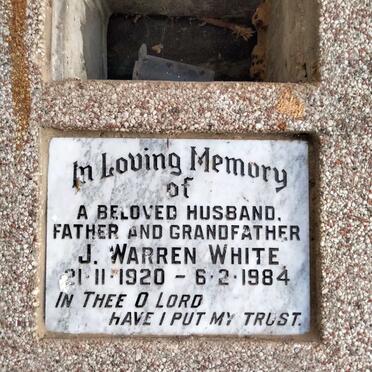 In Loving Memory
of
A BELOVED HUSBAND,
FATHER AND GRANDFATHER
J. WARREN WHITE
21·11·1920 – 6·2·1984
IN THEE O LORD
HAVE I PUT MY TRUST.